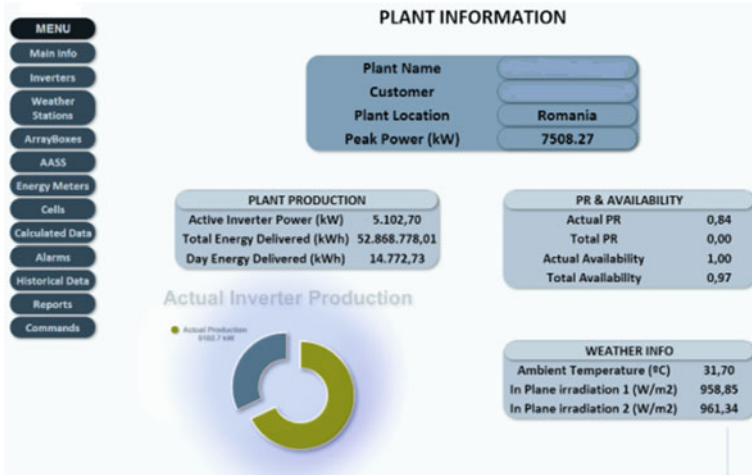 PLANT INFORMATION
MENU
Main Info
Inverters
Weather
Stations
ArrayBoxes
AASS
Energy Meters
Cells
Calculated Data
Alarms
Historical Data
Reports
Commands
Plant Name
Customer
Plant Location Romania
Peak Power (kW) 7508.27
PLANT PRODUCTION
Active Inverter Power (kW) 5.102,70
Total Energy Delivered (kWh) 52.868.778,01
Day Energy Delivered (kWh) 14.772,73
PR & AVAILABILITY
Actual PR 0,84
Total PR 0,00
Actual Availability 1,00
Total Availability 0,97
Actual Inverter Production
Actual Production
5102.7 kW
WEATHER INFO
Ambient Temperature (ºC) 31,70
In Plane irradiation 1 (W/m2) 958,85
In Plane irradiation 2 (W/m2) 961,34